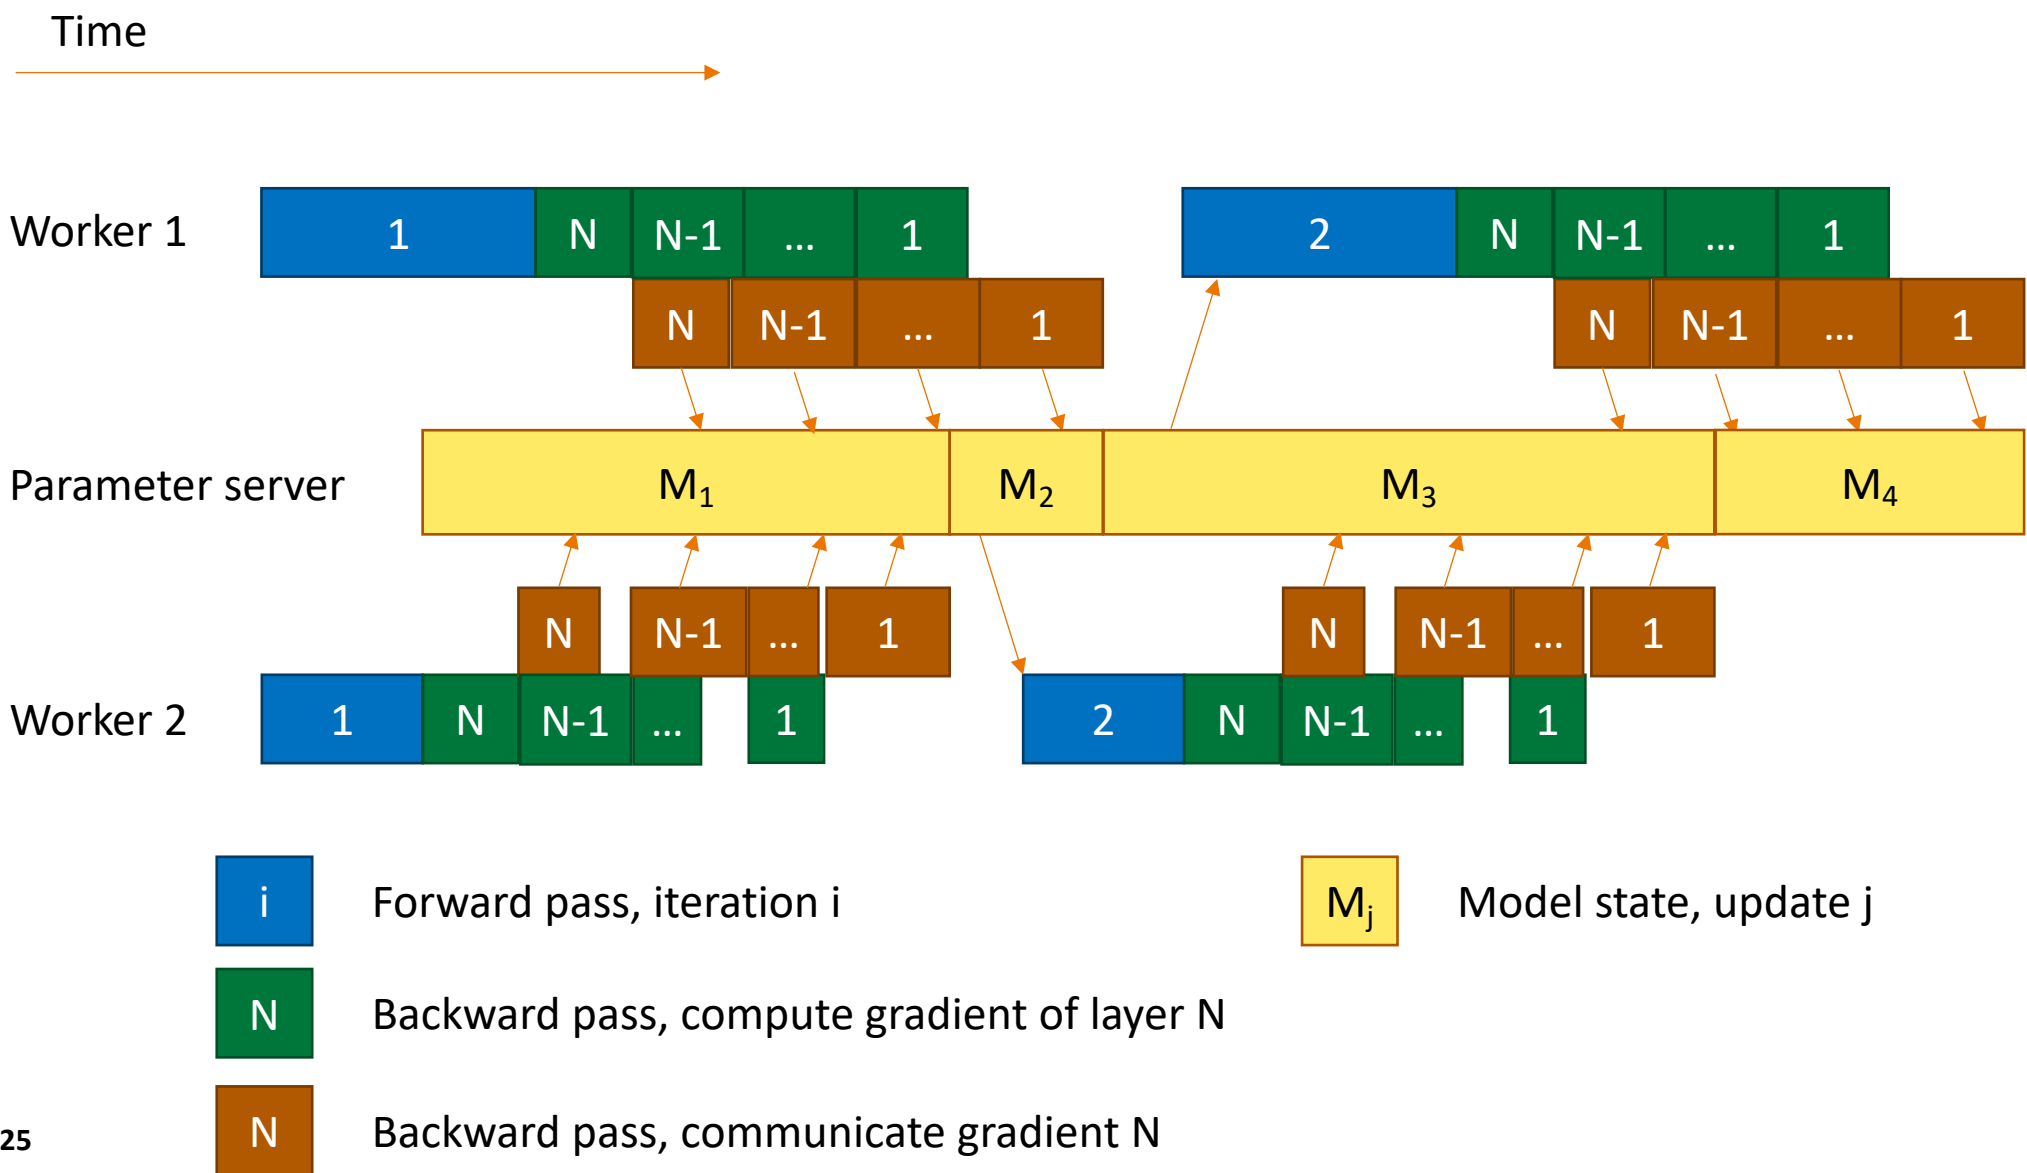 Time
Worker 1
1 N N-1 ... 1
2 N N-1 ... 1
N N-1 ... 1
N N-1 ... 1
Parameter server
M₁ M₂ M₃ M₄
N N-1 ... 1
N N-1 ... 1
Worker 2
1 N N-1 ... 1
2 N N-1 ... 1
i Forward pass, iteration i
Mⱼ Model state, update j
N Backward pass, compute gradient of layer N
N Backward pass, communicate gradient N
25